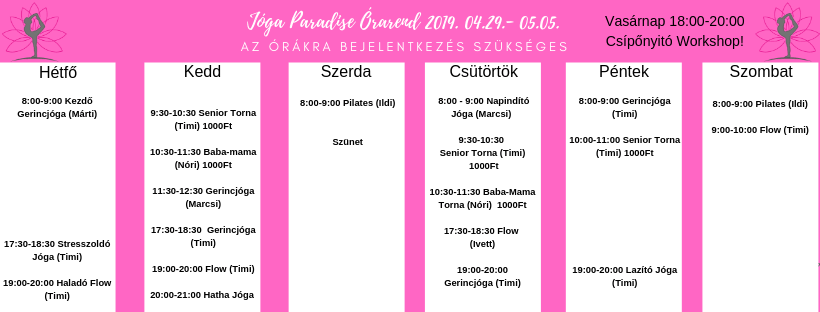 Jóga Paradise Órarend 2019. 04.29.- 05.05.
AZ ÓRÁKRA BEJELENTKEZÉS SZÜKSÉGES
Vasárnap 18:00-20:00
Csípőnyitó Workshop!
Hétfő
8:00-9:00 Kezdő
Gerincjóga (Márti)
17:30-18:30 Stresszoldó
Jóga (Timi)
19:00-20:00 Haladó Flow
(Timi)
Kedd
9:30-10:30 Senior Torna
(Timi) 1000Ft
10:30-11:30 Baba-mama
(Nóri) 1000Ft
11:30-12:30 Gerincjóga
(Marcsi)
17:30-18:30 Gerincjóga
(Timi)
19:00-20:00 Flow (Timi)
20:00-21:00 Hatha Jóga
Szerda
8:00-9:00 Pilates (Ildi)
Szünet
Csütörtök
8:00 - 9:00 Napindító
Jóga (Marcsi)
9:30-10:30
Senior Torna (Timi)
1000Ft
10:30-11:30 Baba-Mama
Torna (Nóri) 1000Ft
17:30-18:30 Flow
(Ivett)
19:00-20:00
Gerincjóga (Timi)
Péntek
8:00-9:00 Gerincjóga
(Timi)
10:00-11:00 Senior Torna
(Timi) 1000Ft
19:00-20:00 Lazító Jóga
(Timi)
Szombat
8:00-9:00 Pilates (Ildi)
9:00-10:00 Flow (Timi)